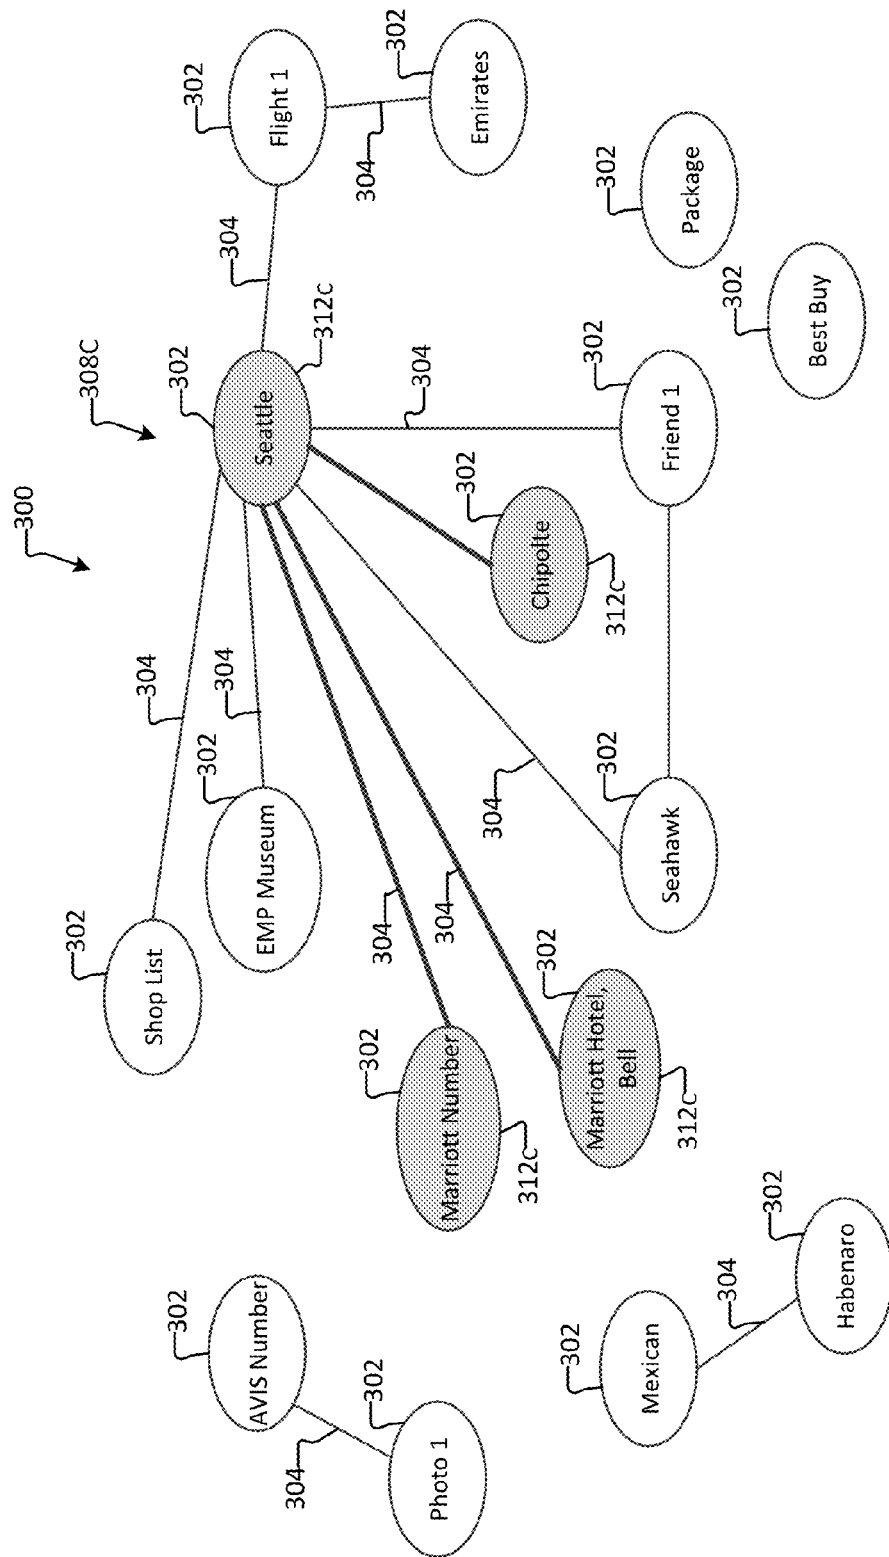 300
308C
302
Shop List
304
302
302
302
302
304
304
AVIS Number
EMP Museum
Seattle
Flight 1
304
312C
302
302
304
304
302
304
Photo 1
Marriott Number
304
302
Emirates
304
312C
Chipolte
302
302
302
302
302
Marriott Hotel,
Bell
312C
Mexican
Seahawk
Friend 1
Package
312C
304
302
302
Best Buy
Habenaro